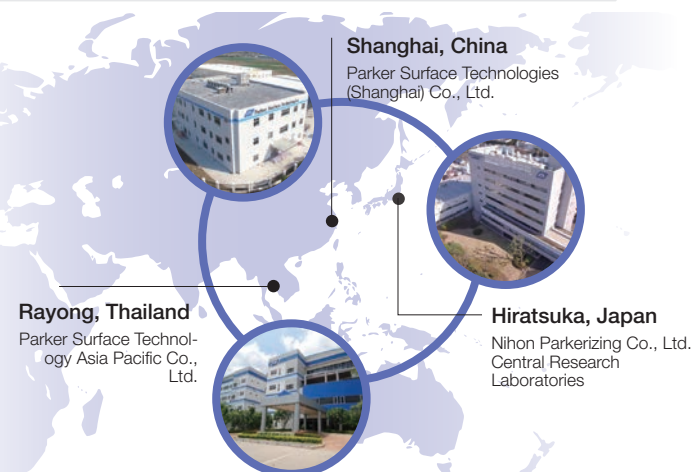 Shanghai, China
Parker Surface Technologies
(Shanghai) Co., Ltd.
Rayong, Thailand
Parker Surface Technol-
ogy Asia Pacific Co.,
Ltd.
Hiratsuka, Japan
Nihon Parkerizing Co., Ltd.
Central Research
Laboratories